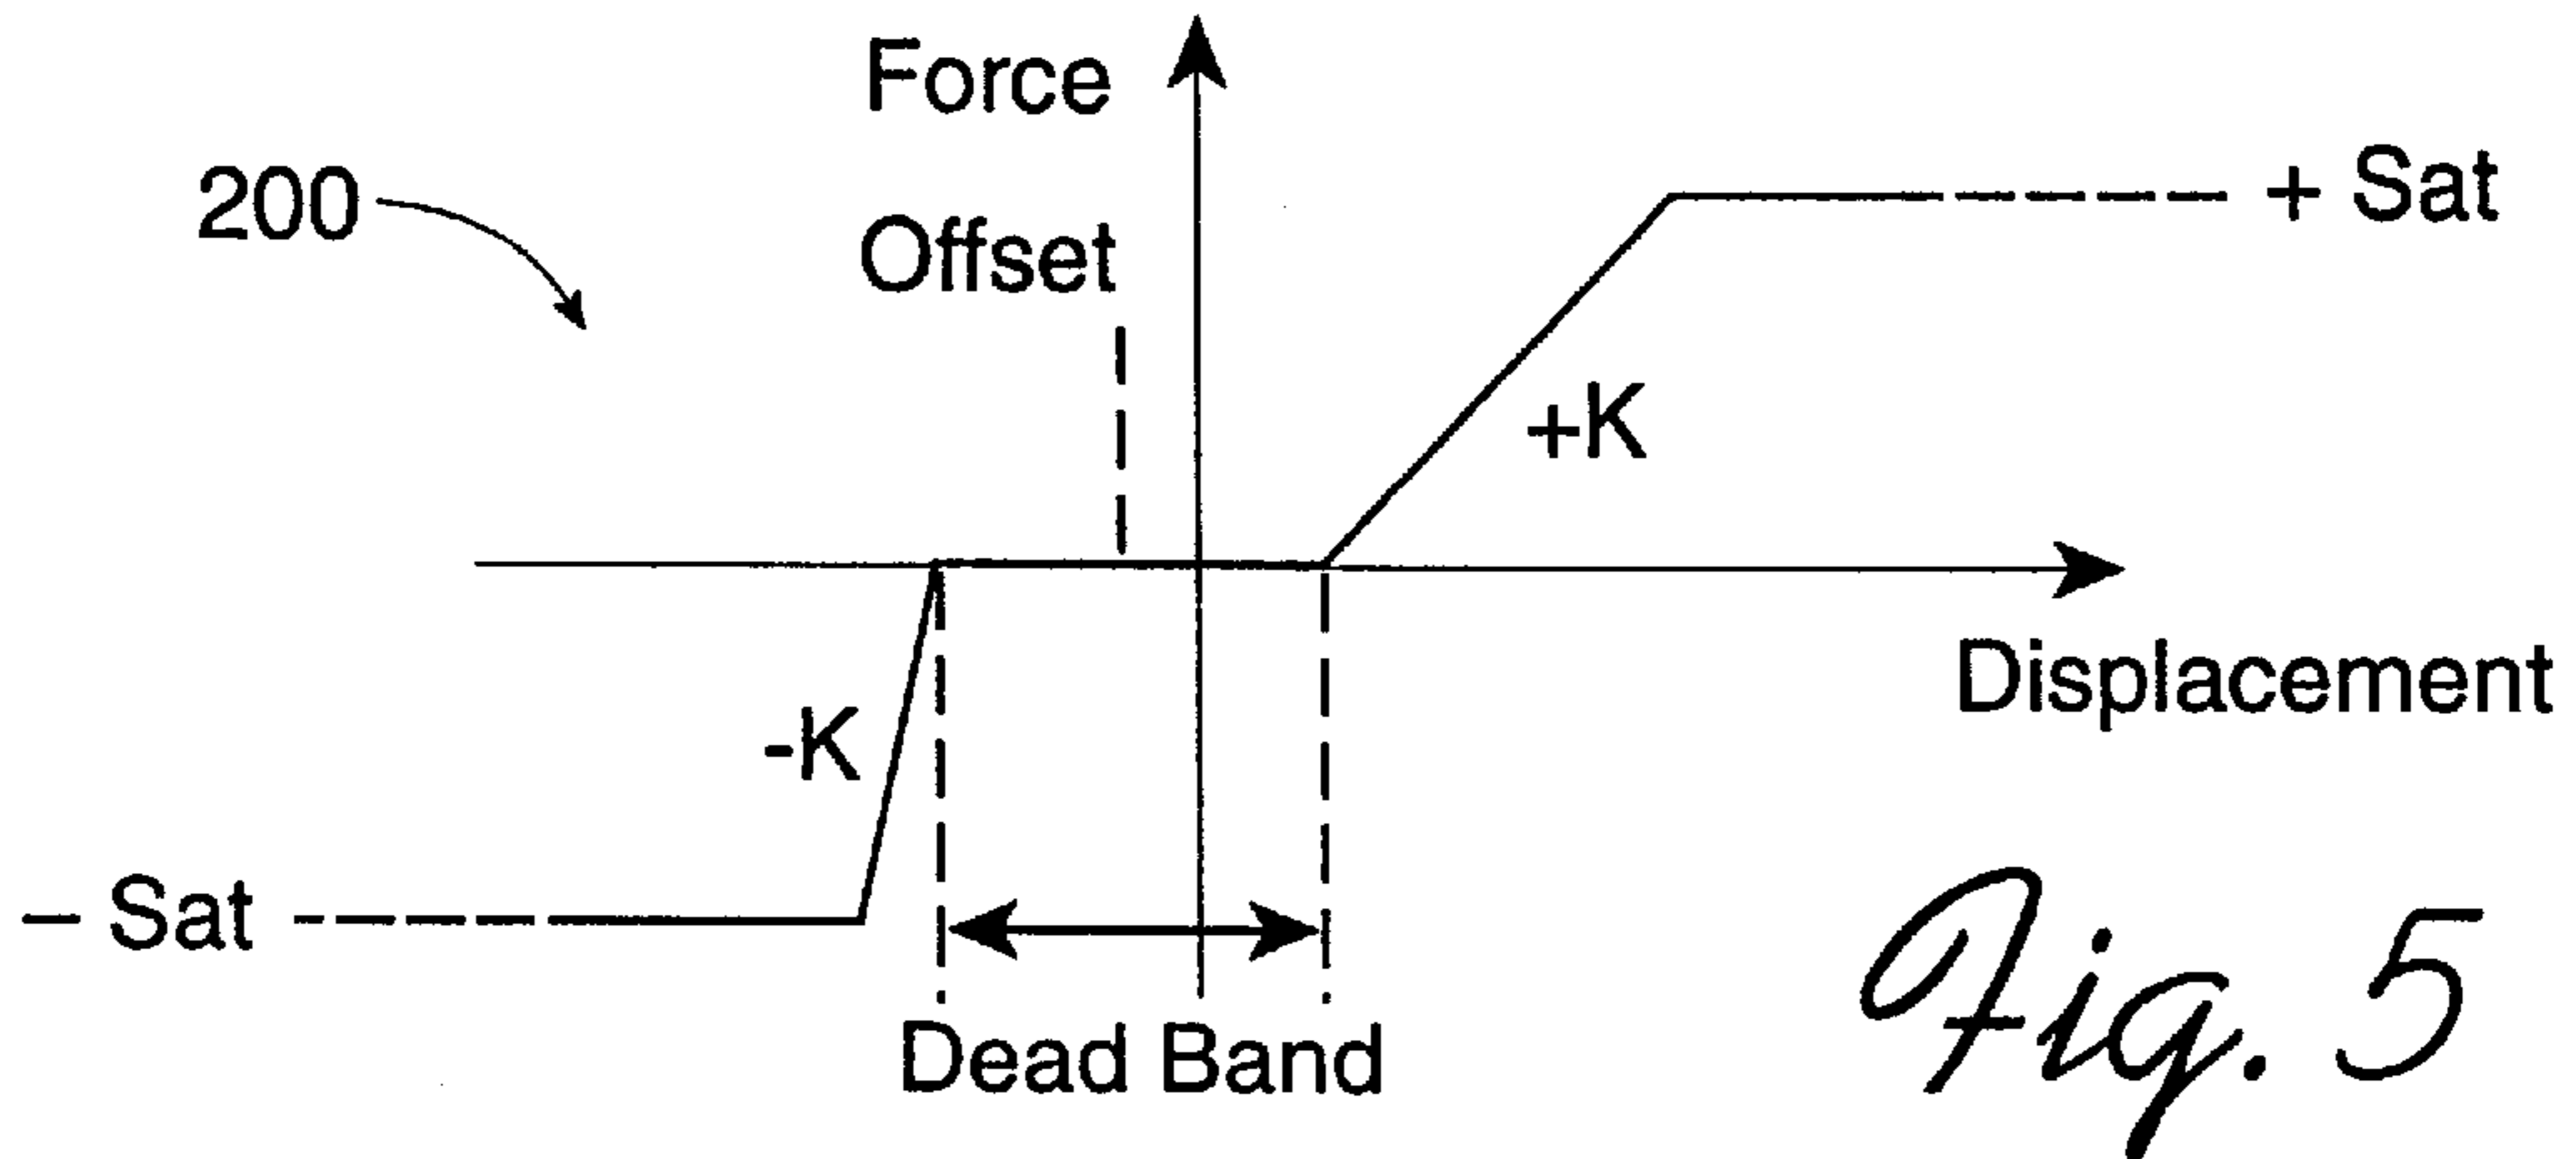 Force
Offset
200
+ Sat
+K
Displacement
-K
– Sat
Dead Band
Fig. 5